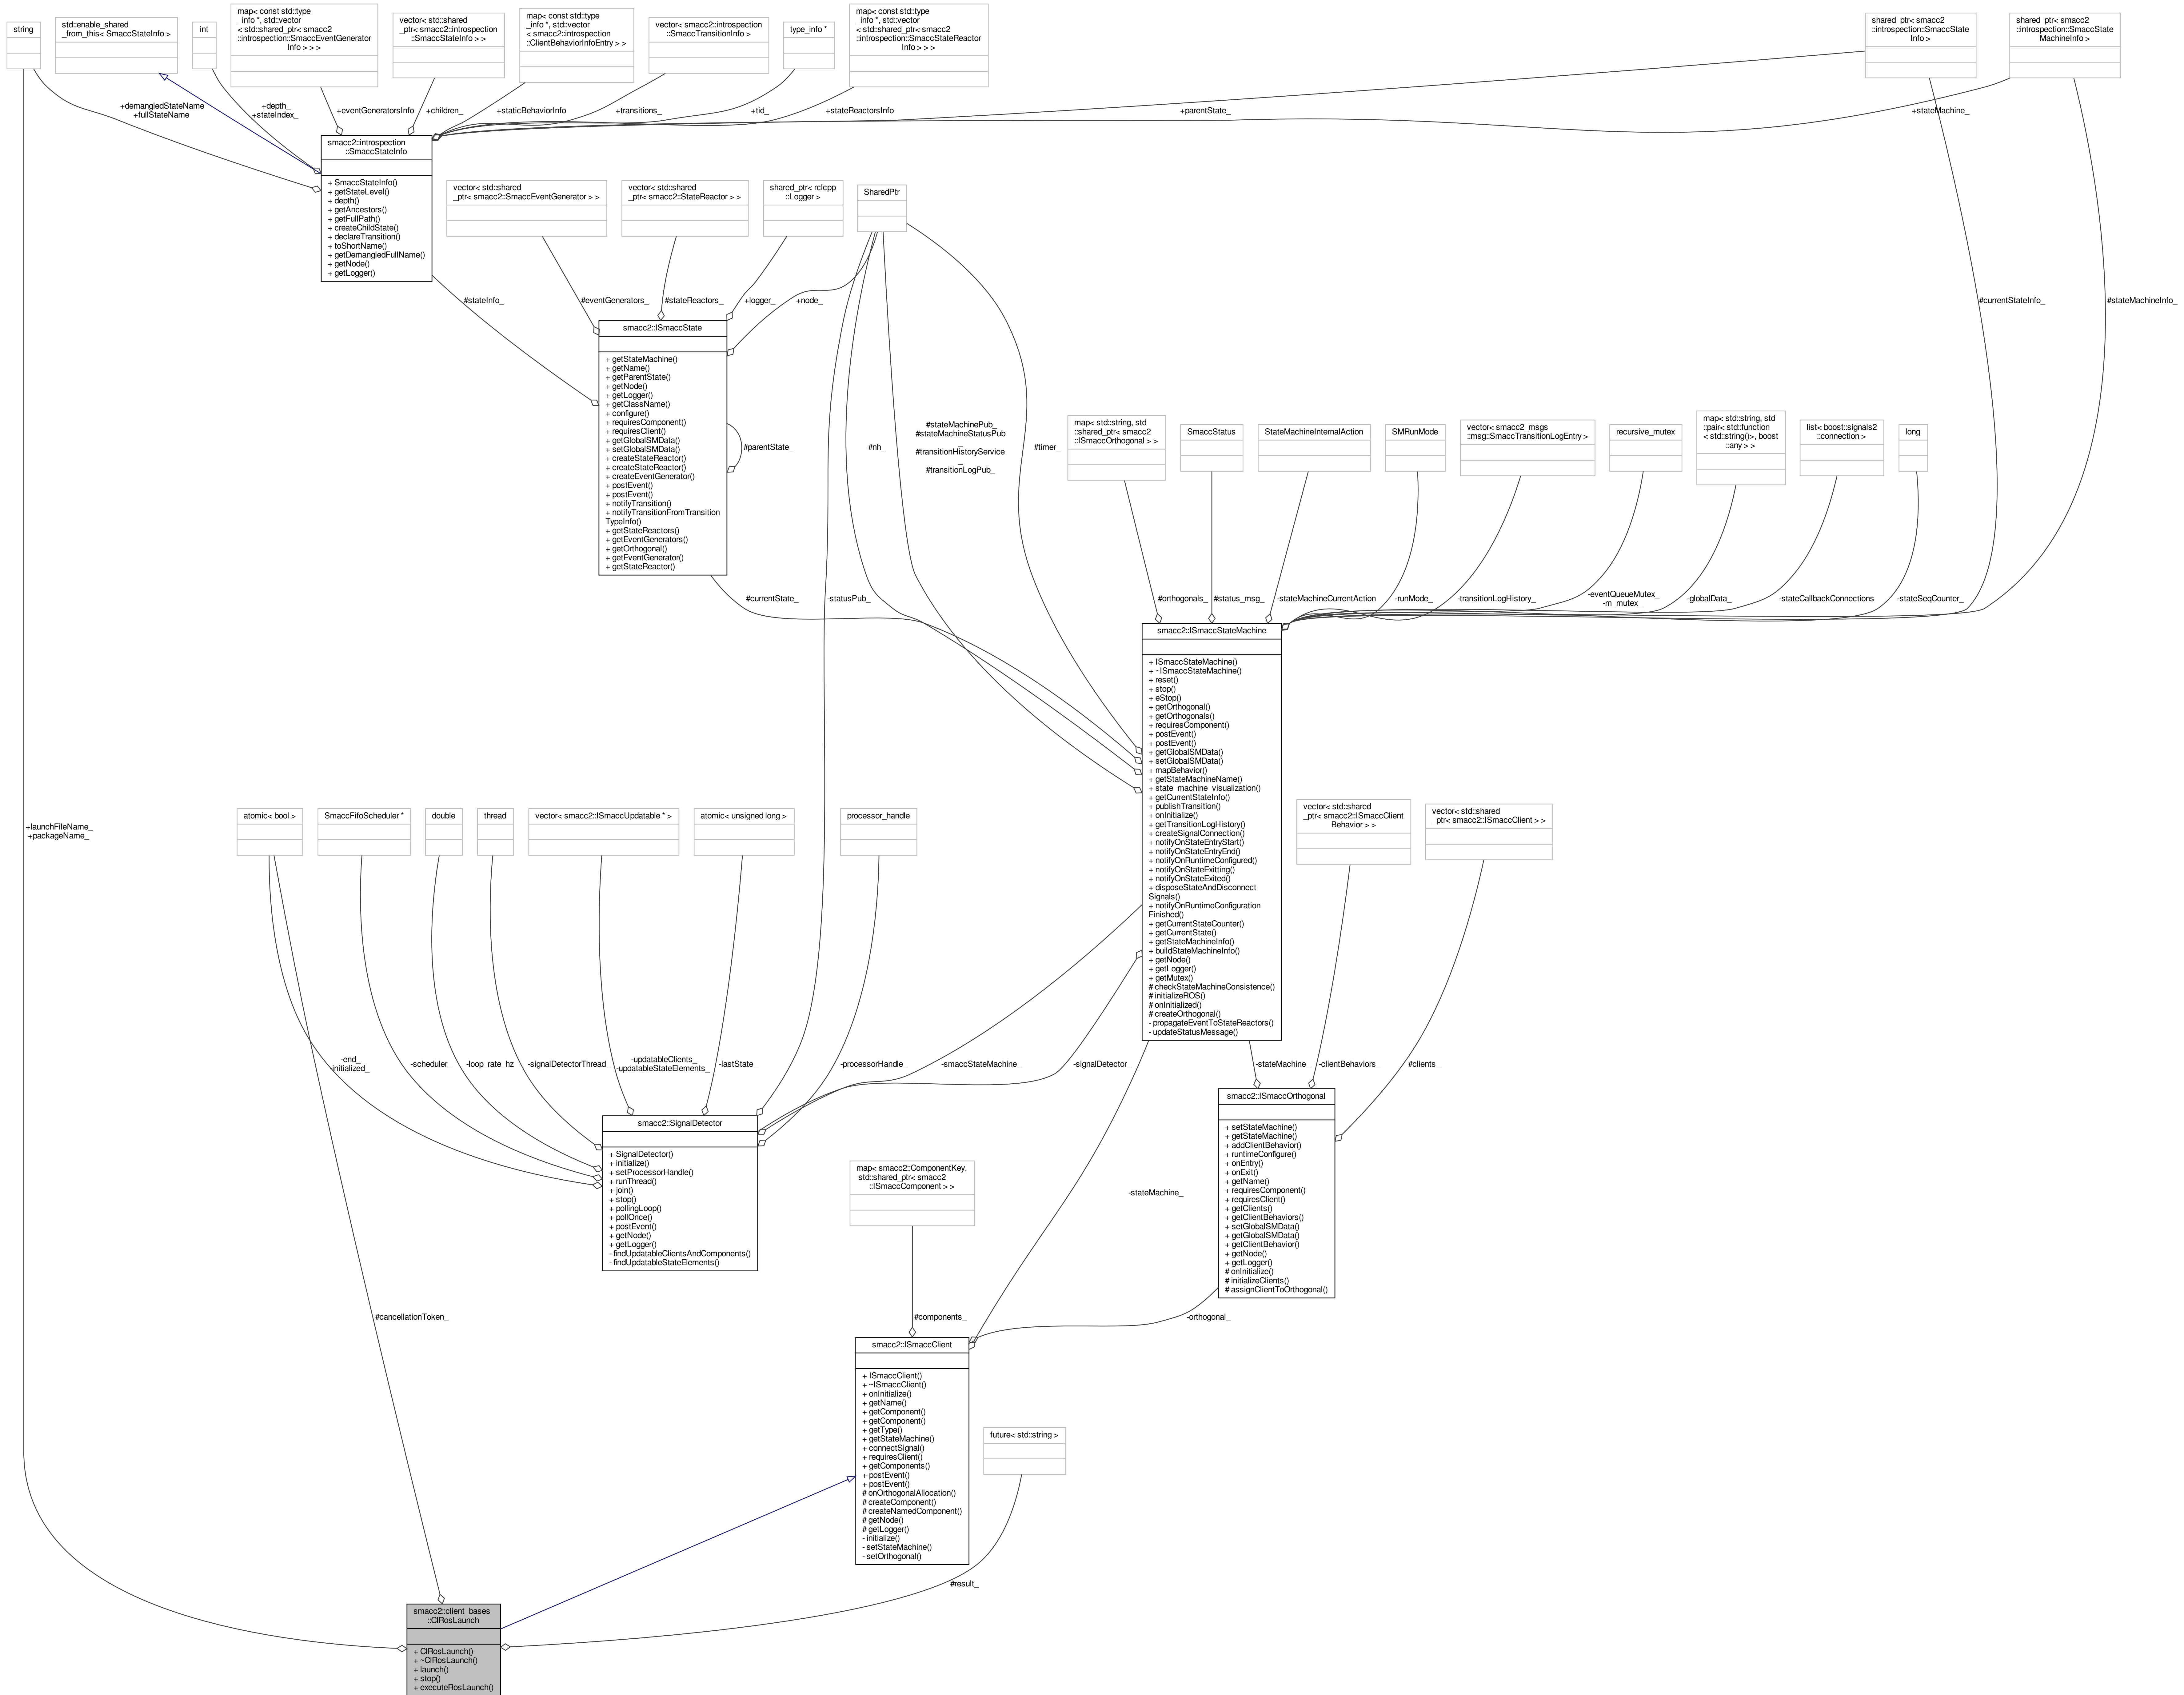 string
std::enable_shared
_from_this< SmaccStateInfo >
int
map< const std::type
_info *, std::vector
< std::shared_ptr< smacc2
::introspection::SmaccEventGenerator
Info > > >
vector< std::shared
_ptr< smacc2::introspection
::SmaccStateInfo > >
map< const std::type
_info *, std::vector
< smacc2::introspection
::ClientBehaviorInfoEntry > >
vector< smacc2::introspection
::SmaccTransitionInfo >
type_info *
map< const std::type
_info *, std::vector
< std::shared_ptr< smacc2
::introspection::SmaccStateReactor
Info > > >
shared_ptr< smacc2
::introspection::SmaccState
Info >
shared_ptr< smacc2
::introspection::SmaccState
MachineInfo >
+demangledStateName
+fullStateName
+depth_
+stateIndex_
+eventGeneratorsInfo
+children_
+staticBehaviorInfo
+transitions_
+tid_
+stateReactorsInfo
+parentState_
+stateMachine_
smacc2::introspection
::SmaccStateInfo
+ SmaccStateInfo()
+ getStateLevel()
+ depth()
+ getAncestors()
+ getFullPath()
+ createChildState()
+ declareTransition()
+ toShortName()
+ getDemangledFullName()
+ getNode()
+ getLogger()
vector< std::shared
_ptr< smacc2::SmaccEventGenerator > >
vector< std::shared
_ptr< smacc2::StateReactor > >
shared_ptr< rclcpp
::Logger >
SharedPtr
#stateInfo_
#eventGenerators_
#stateReactors_
+logger_
+node_
#currentStateInfo_
#stateMachineInfo_
smacc2::ISmaccState
+ getStateMachine()
+ getName()
+ getParentState()
+ getNode()
+ getLogger()
+ getClassName()
+ configure()
+ requiresComponent()
+ requiresClient()
+ getGlobalSMData()
+ setGlobalSMData()
+ createStateReactor()
+ createStateReactor()
+ createEventGenerator()
+ postEvent()
+ postEvent()
+ notifyTransition()
+ notifyTransitionFromTransition
TypeInfo()
+ getStateReactors()
+ getEventGenerators()
+ getOrthogonal()
+ getEventGenerator()
+ getStateReactor()
#parentState_
#nh_
#stateMachinePub_
#stateMachineStatusPub
_
#transitionHistoryService
_
#transitionLogPub_
#timer_
map< std::string, std
::shared_ptr< smacc2
::ISmaccOrthogonal > >
SmaccStatus
StateMachineInternalAction
SMRunMode
vector< smacc2_msgs
::msg::SmaccTransitionLogEntry >
recursive_mutex
map< std::string, std
::pair< std::function
< std::string()>, boost
::any > >
list< boost::signals2
::connection >
long
#currentState_
-statusPub_
#orthogonals_
#status_msg_
-stateMachineCurrentAction
-runMode_
-transitionLogHistory_
-eventQueueMutex_
-m_mutex_
-globalData_
-stateCallbackConnections
-stateSeqCounter_
smacc2::ISmaccStateMachine
+ ISmaccStateMachine()
+ ~ISmaccStateMachine()
+ reset()
+ stop()
+ eStop()
+ getOrthogonal()
+ getOrthogonals()
+ requiresComponent()
+ postEvent()
+ postEvent()
+ getGlobalSMData()
+ setGlobalSMData()
+ mapBehavior()
+ getStateMachineName()
+ state_machine_visualization()
+ getCurrentStateInfo()
+ publishTransition()
+ onInitialize()
+ getTransitionLogHistory()
+ createSignalConnection()
+ notifyOnStateEntryStart()
+ notifyOnStateEntryEnd()
+ notifyOnRuntimeConfigured()
+ notifyOnStateExitting()
+ notifyOnStateExited()
+ disposeStateAndDisconnect
Signals()
+ notifyOnRuntimeConfiguration
Finished()
+ getCurrentStateCounter()
+ getCurrentState()
+ getStateMachineInfo()
+ buildStateMachineInfo()
+ getNode()
+ getLogger()
+ getMutex()
# checkStateMachineConsistence()
# initializeROS()
# onInitialized()
# createOrthogonal()
- propagateEventToStateReactors()
- updateStatusMessage()
+launchFileName_
+packageName_
atomic< bool >
SmaccFifoScheduler *
double
thread
vector< smacc2::ISmaccUpdatable * >
atomic< unsigned long >
processor_handle
vector< std::shared
_ptr< smacc2::ISmaccClient
Behavior > >
vector< std::shared
_ptr< smacc2::ISmaccClient > >
-end_
-initialized_
-scheduler_
-loop_rate_hz
-signalDetectorThread_
-updatableClients_
-updatableStateElements_
-lastState_
-processorHandle_
-smaccStateMachine_
-signalDetector_
-stateMachine_
-clientBehaviors_
#clients_
smacc2::SignalDetector
+ SignalDetector()
+ initialize()
+ setProcessorHandle()
+ runThread()
+ join()
+ stop()
+ pollingLoop()
+ pollOnce()
+ postEvent()
+ getNode()
+ getLogger()
- findUpdatableClientsAndComponents()
- findUpdatableStateElements()
smacc2::ISmaccOrthogonal
+ setStateMachine()
+ getStateMachine()
+ addClientBehavior()
+ runtimeConfigure()
+ onEntry()
+ onExit()
+ getName()
+ requiresComponent()
+ requiresClient()
+ getClients()
+ getClientBehaviors()
+ setGlobalSMData()
+ getGlobalSMData()
+ getClientBehavior()
+ getNode()
+ getLogger()
# onInitialize()
# initializeClients()
# assignClientToOrthogonal()
map< smacc2::ComponentKey,
std::shared_ptr< smacc2
::ISmaccComponent > >
-stateMachine_
#cancellationToken_
#components_
-orthogonal_
smacc2::ISmaccClient
+ ISmaccClient()
+ ~ISmaccClient()
+ onInitialize()
+ getName()
+ getComponent()
+ getComponent()
+ getType()
+ getStateMachine()
+ connectSignal()
+ requiresClient()
+ getComponents()
+ postEvent()
+ postEvent()
# onOrthogonalAllocation()
# createComponent()
# createNamedComponent()
# getNode()
# getLogger()
- initialize()
- setStateMachine()
- setOrthogonal()
future< std::string >
#result_
smacc2::client_bases
::ClRosLaunch
+ ClRosLaunch()
+ ~ClRosLaunch()
+ launch()
+ stop()
+ executeRosLaunch()